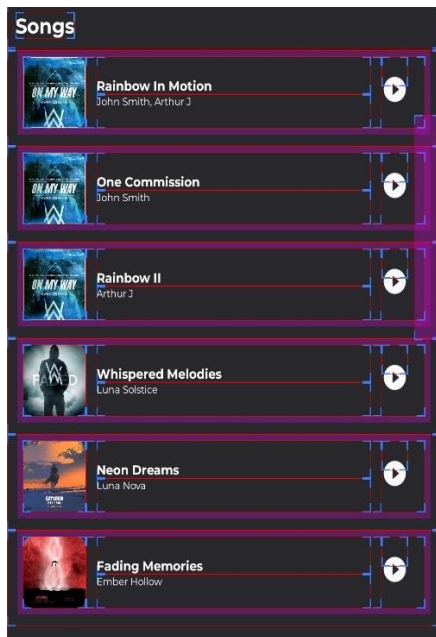 Songs
ON MY WAY
Rainbow In Motion
John Smith, Arthur J
ON MY WAY
One Commission
John Smith
ON MY WAY
Rainbow II
Arthur J
FADED
Whispered Melodies
Luna Solstice
Neon Dreams
Luna Nova
Fading Memories
Ember Hollow